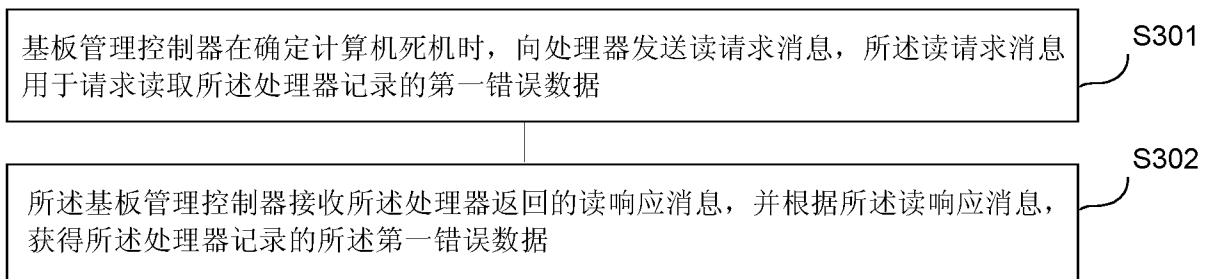 基板管理控制器在确定计算机死机时，向处理器发送读请求消息，所述读请求消息
用于请求读取所述处理器记录的第一错误数据
S301
所述基板管理控制器接收所述处理器返回的读响应消息，并根据所述读响应消息，
获得所述处理器记录的所述第一错误数据
S302